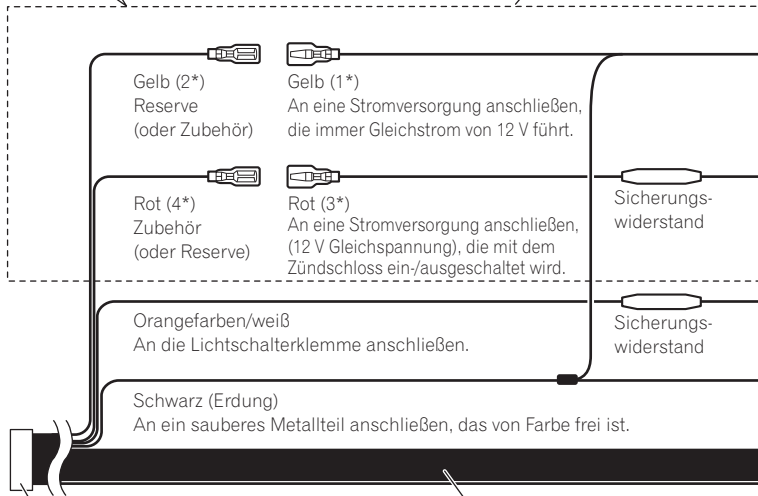 Gelb (2*)
Reserve
(oder Zubehör)
Gelb (1*)
An eine Stromversorgung anschließen,
die immer Gleichstrom von 12 V führt.
Rot (4*)
Zubehör
(oder Reserve)
Rot (3*)
An eine Stromversorgung anschließen,
(12 V Gleichspannung), die mit dem
Zündschloss ein-/ausgeschaltet wird.
Sicherungs-
widerstand
Orangefarben/weiß
An die Lichtschalterklemme anschließen.
Sicherungs-
widerstand
Schwarz (Erdung)
An ein sauberes Metallteil anschließen, das von Farbe frei ist.